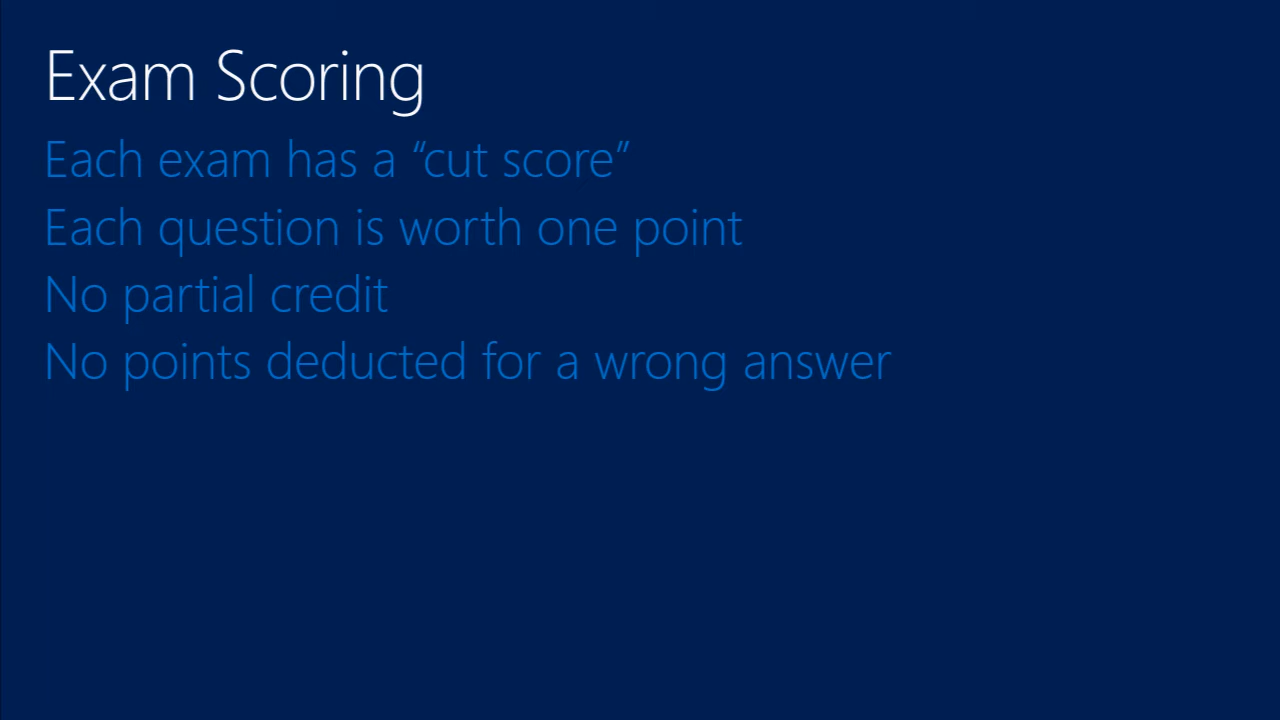 Exam Scoring
Each exam has a “cut score”
Each question is worth one point
No partial credit
No points deducted for a wrong answer